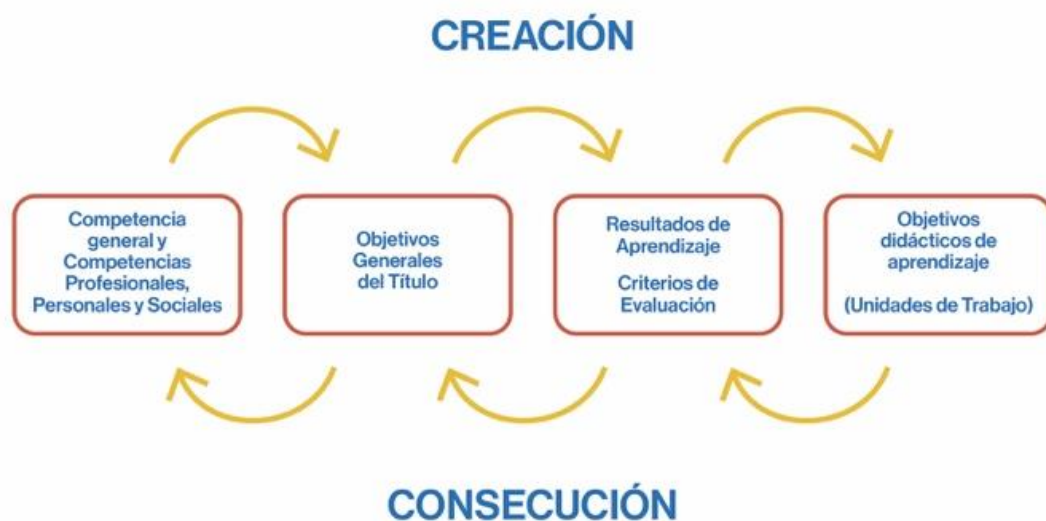 CREACIÓN
Competencia
general y
Competencias
Profesionales,
Personales y Sociales
Objetivos
Generales
del Título
Resultados de
Aprendizaje
Criterios de
Evaluación
Objetivos
didácticos de
aprendizaje
(Unidades de Trabajo)
CONSECUCIÓN